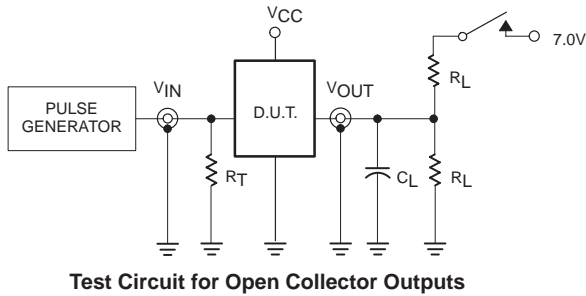 VCC
7.0V
RL
VIN
VOUT
PULSE
GENERATOR
D.U.T.
RT
CL
RL
Test Circuit for Open Collector Outputs